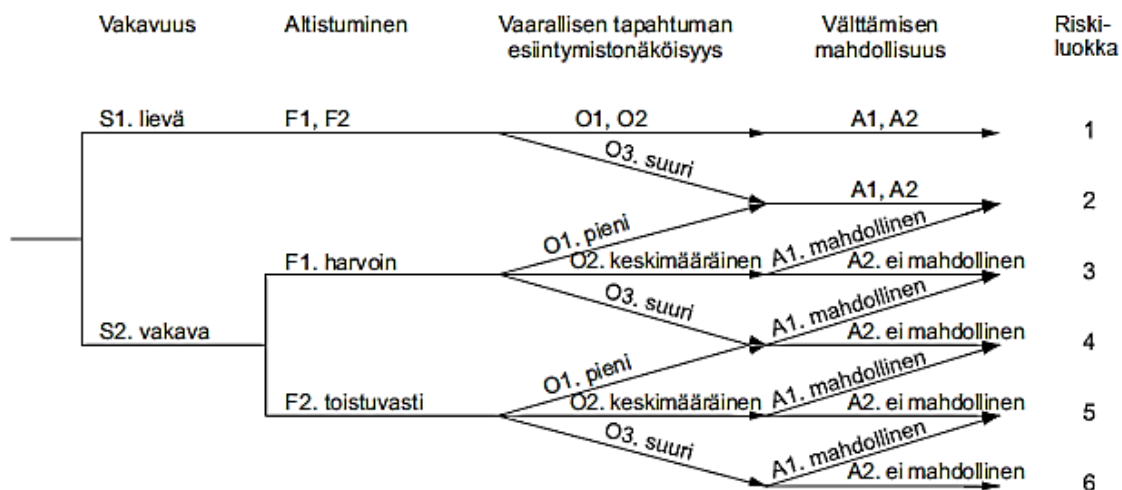 Vakavuus
Altistuminen
Vaarallisen tapahtuman
esiintymistonäköisyys
Välttämisen
mahdollisuus
Riski-
luokka
S1. lievä
F1, F2
O1, O2
A1, A2
1
O3. suuri
A1, A2
2
O1. pieni
A1. mahdollinen
F1. harvoin
O2. keskimääräinen
A2. ei mahdollinen
3
O3. suuri
A1. mahdollinen
S2. vakava
A2. ei mahdollinen
4
O1. pieni
A1. mahdollinen
F2. toistuvasti
O2. keskimääräinen
A2. ei mahdollinen
5
O3. suuri
A1. mahdollinen
A2. ei mahdollinen
6